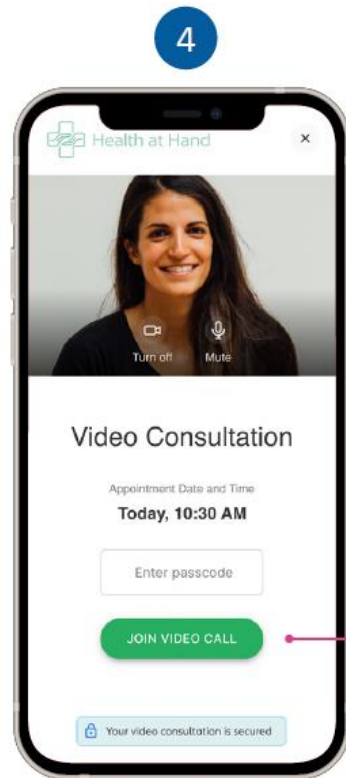 4
Health at Hand
×
Turn off Mute
Video Consultation
Appointment Date and Time
Today, 10:30 AM
Enter passcode
JOIN VIDEO CALL
Your video consultation is secured